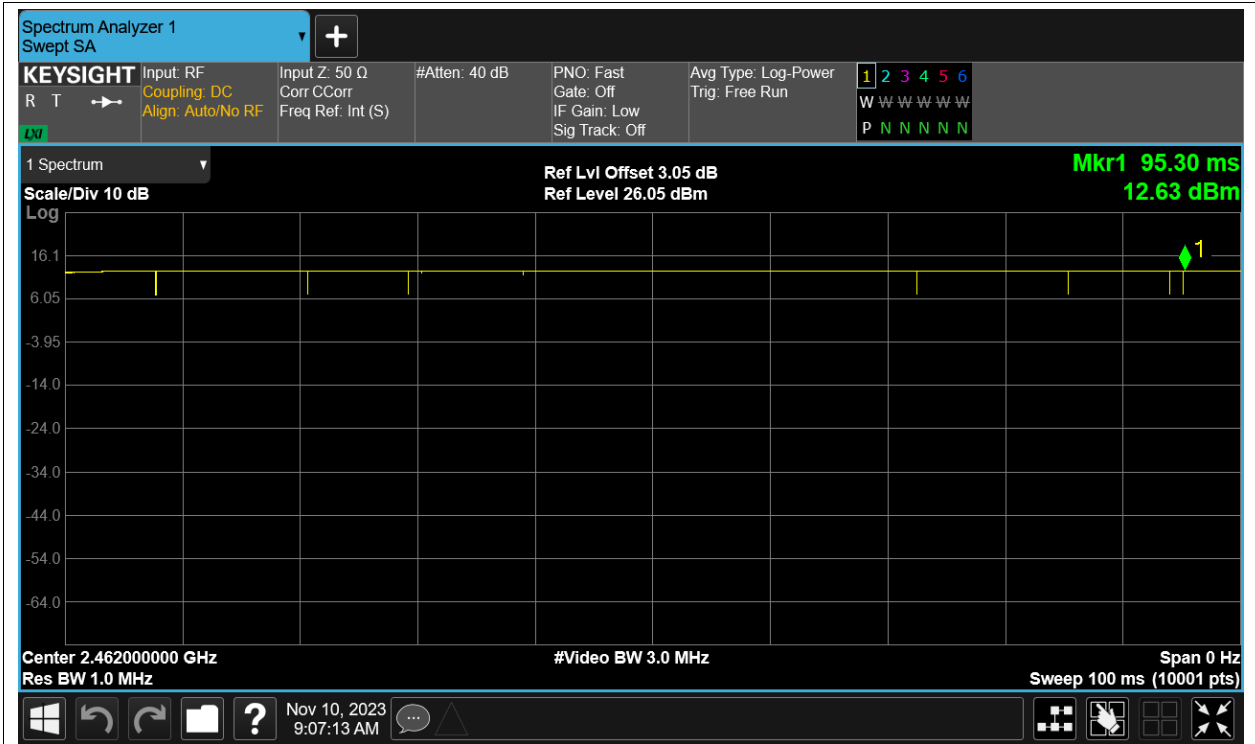 Spectrum Analyzer 1
Swept SA
+
KEYSIGHT
R T
LXI
Input: RF
Coupling: DC
Align: Auto/No RF
Input Z: 50 Ω
Corr CCorr
Freq Ref: Int (S)
#Atten: 40 dB
PNO: Fast
Gate: Off
IF Gain: Low
Sig Track: Off
Avg Type: Log-Power
Trig: Free Run
1 2 3 4 5 6
W W W W W W
P N N N N N
1 Spectrum
Scale/Div 10 dB
Log
Ref Lvl Offset 3.05 dB
Ref Level 26.05 dBm
Mkr1 95.30 ms
12.63 dBm
1
16.1
6.05
-3.95
-14.0
-24.0
-34.0
-44.0
-54.0
-64.0
Center 2.462000000 GHz
#Video BW 3.0 MHz
Span 0 Hz
Res BW 1.0 MHz
Sweep 100 ms (10001 pts)
?
Nov 10, 2023
9:07:13 AM